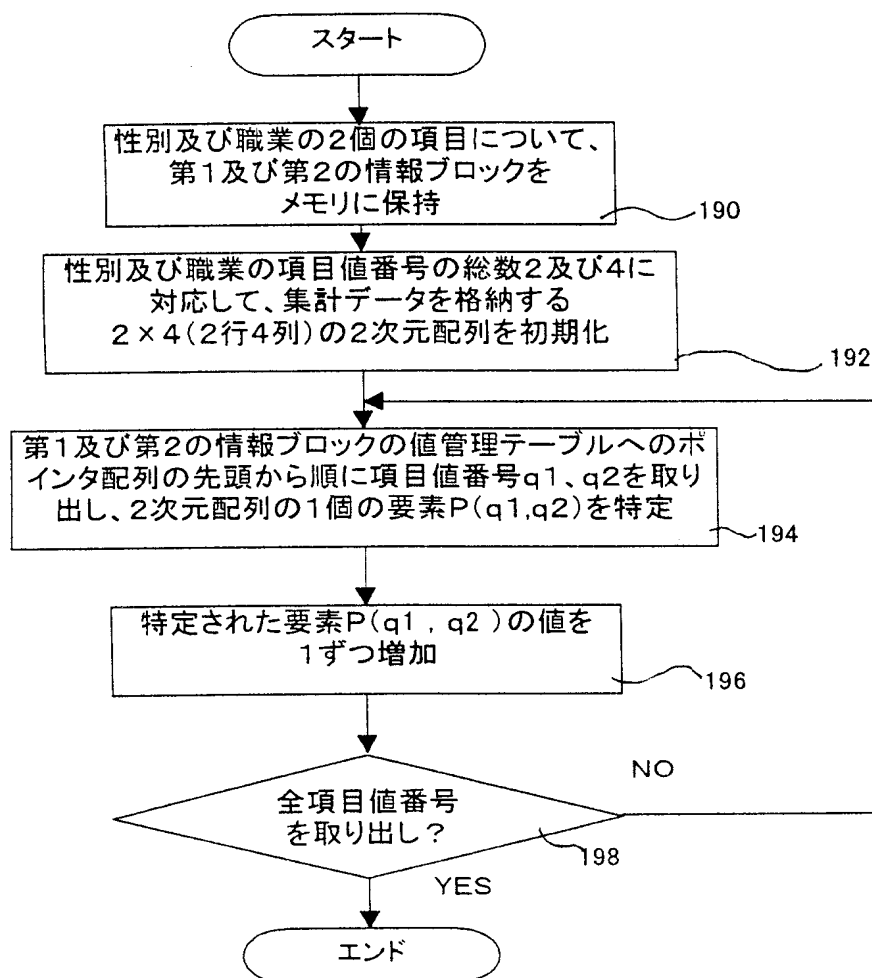 スタート
性別及び職業の2個の項目について、
第1及び第2の情報ブロックを
メモリに保持
190
性別及び職業の項目値番号の総数2及び4に
対応して、集計データを格納する
2×4(2行4列)の2次元配列を初期化
192
第1及び第2の情報ブロックの値管理テーブルへのポ
インタ配列の先頭から順に項目値番号q1、q2を取り
出し、2次元配列の1個の要素P(q1,q2)を特定
194
特定された要素P(q1 , q2 )の値を
1ずつ増加
196
NO
全項目値番号
を取り出し?
198
YES
エンド